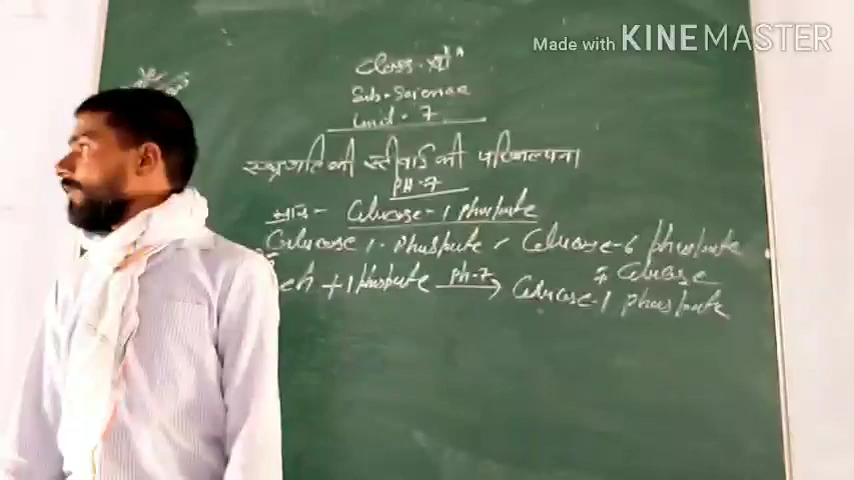 Made with KINEMASTER
Class - XI A
Sub - Science
Unit - 7
स्टीवार्ड की परिकल्पना
PH-7
Glucose - 1 phosphate
Glucose 1 - Phosphate Glucose-6 phosphate
Glucose
+ 1 phosphate Ph-7 → Glucose-1 phosphate